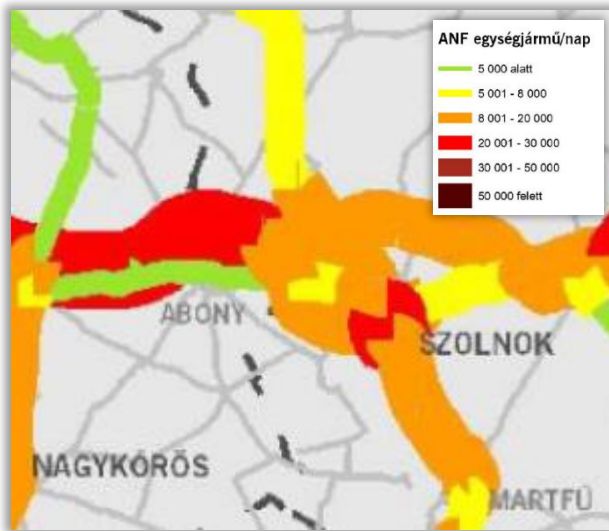 ANF egységjármű/nap
5 000 alatt
5 001 - 8 000
8 001 - 20 000
20 001 - 30 000
30 001 - 50 000
50 000 felett
ABONY
SZOLNOK
NAGYKŐRÖS
MARTFŰ